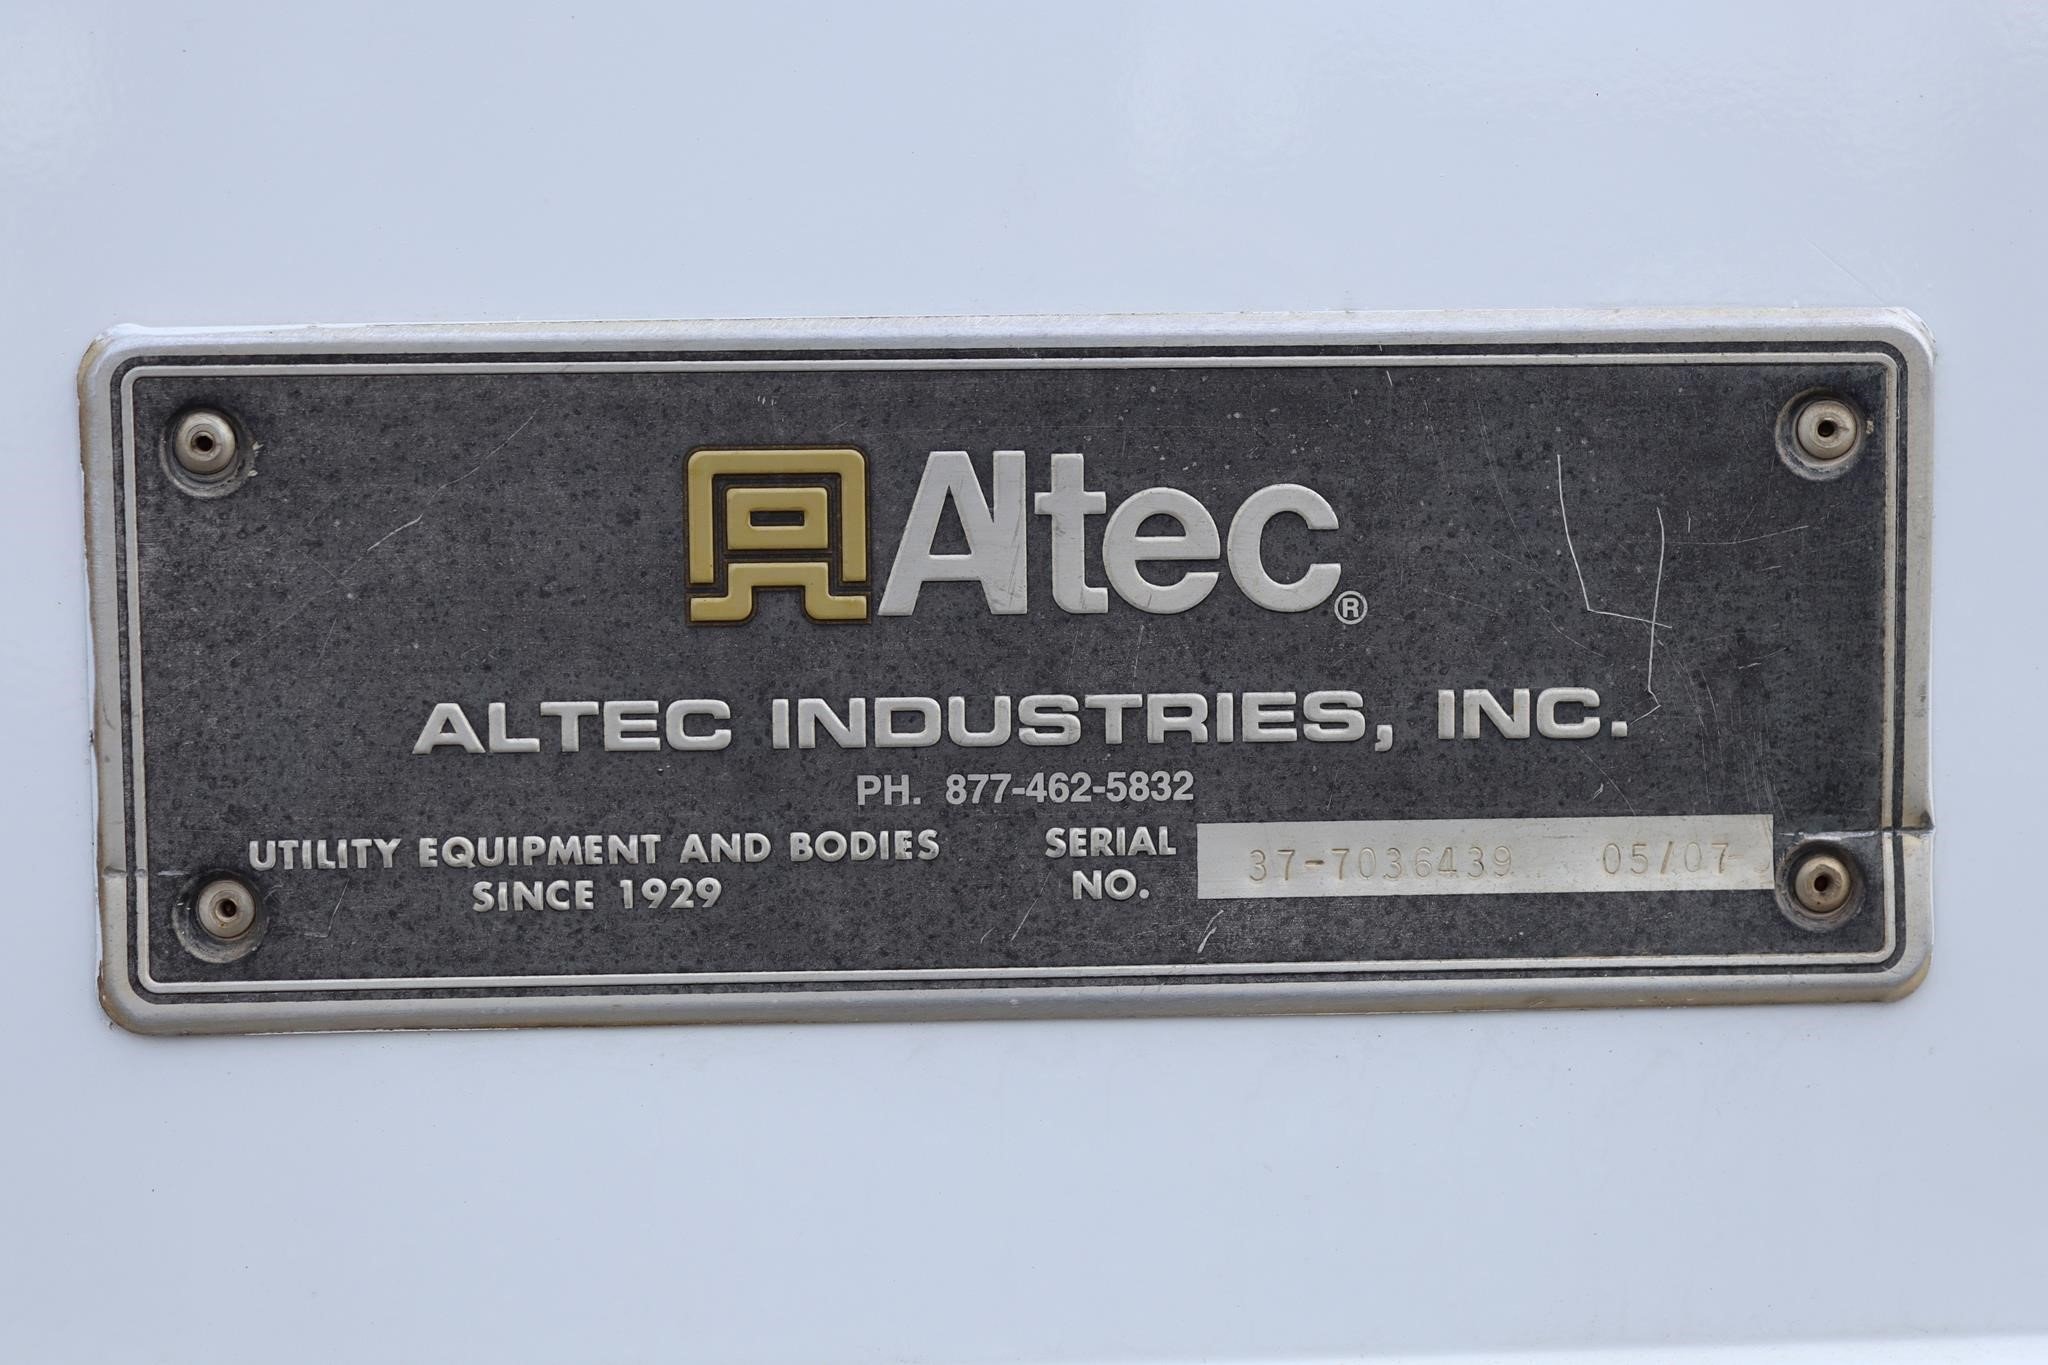 Altec®
ALTEC INDUSTRIES, INC.
PH. 877-462-5832
UTILITY EQUIPMENT AND BODIES
SINCE 1929
SERIAL
NO.
37-7036439 05/07